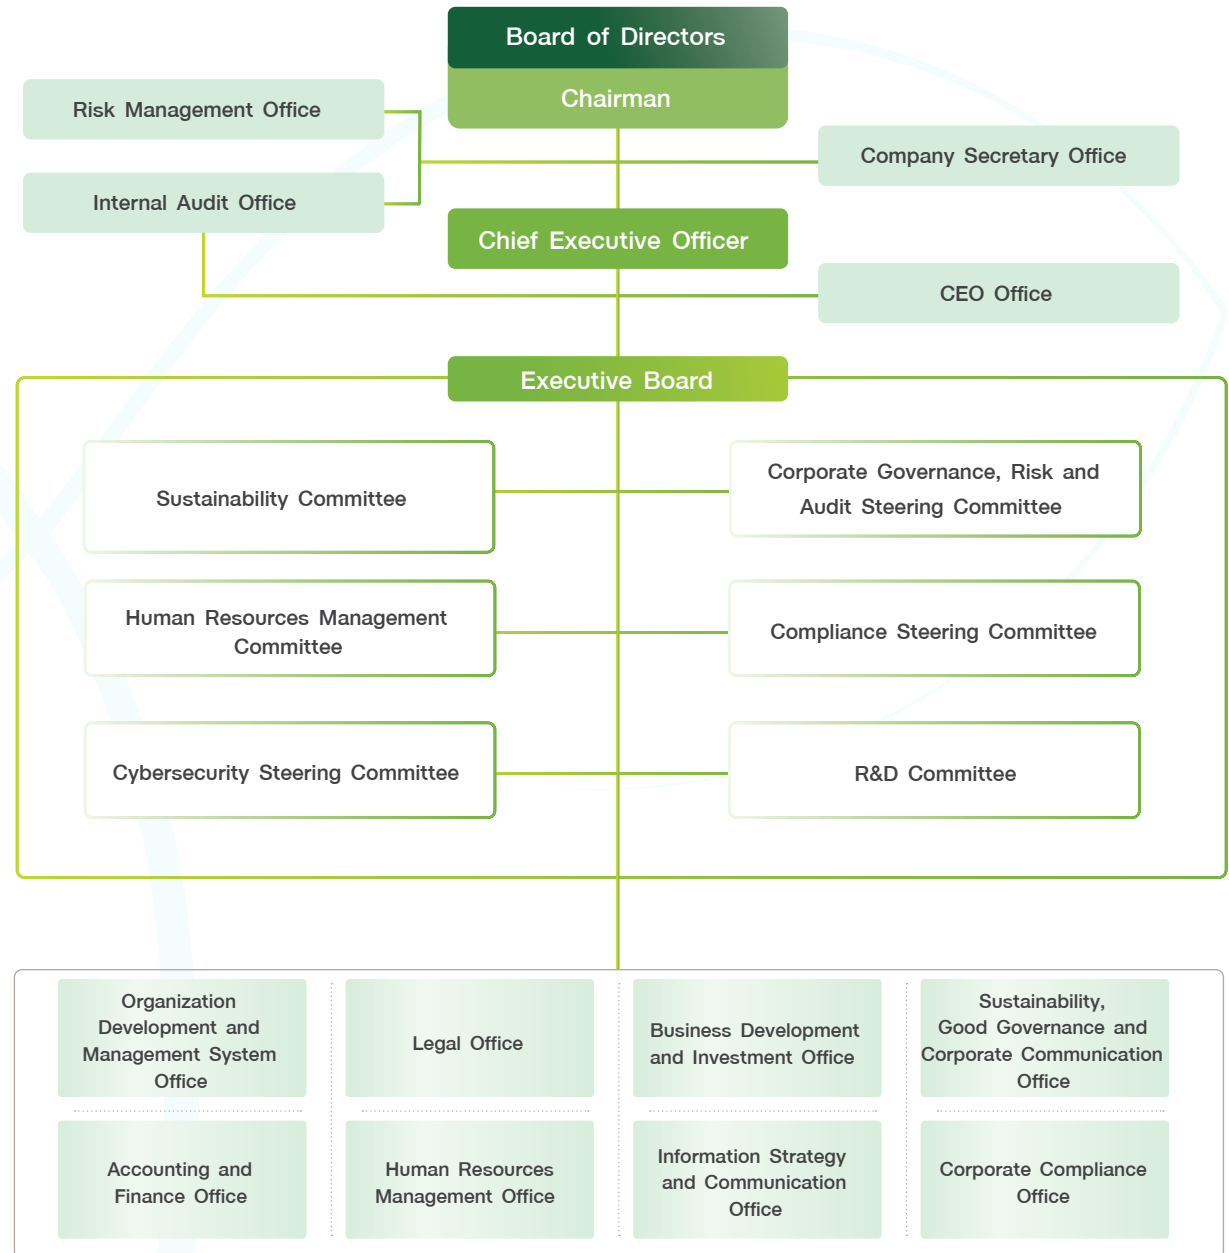 Board of Directors
Chairman
Risk Management Office
Company Secretary Office
Internal Audit Office
Chief Executive Officer
CEO Office
Executive Board
Sustainability Committee
Corporate Governance, Risk and
Audit Steering Committee
Human Resources Management
Committee
Compliance Steering Committee
Cybersecurity Steering Committee
R&D Committee
Organization
Development and
Management System
Office
Legal Office
Business Development
and Investment Office
Sustainability,
Good Governance and
Corporate Communication
Office
Accounting and
Finance Office
Human Resources
Management Office
Information Strategy
and Communication
Office
Corporate Compliance
Office